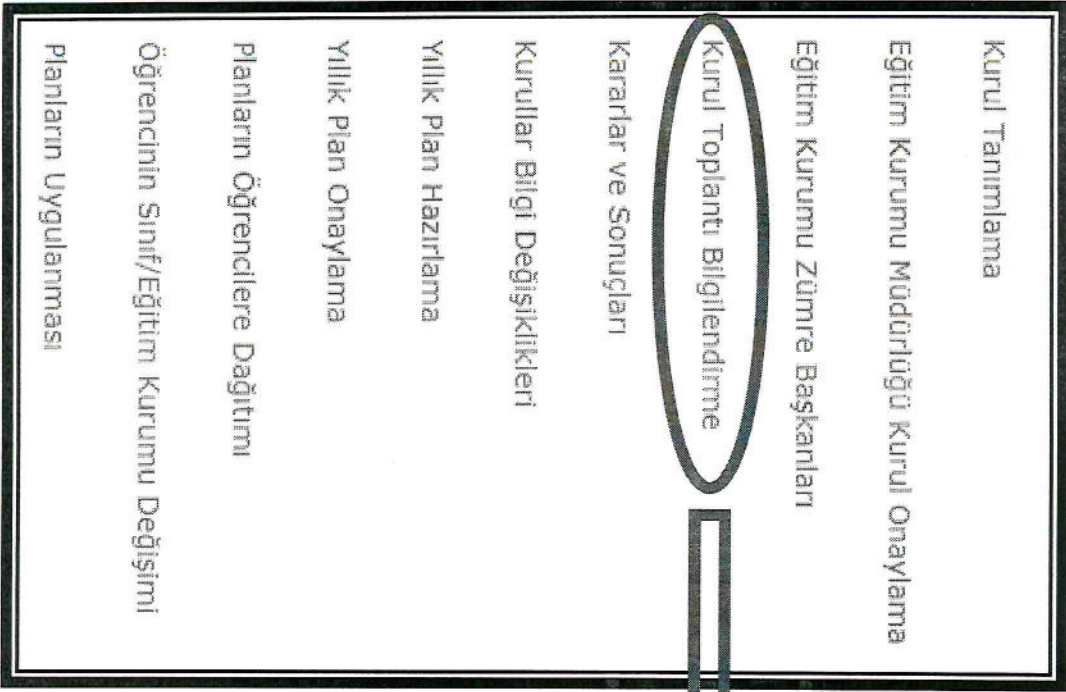 Kurul Tanımlama
Eğitim Kurumu Müdürlüğü Kurul Onaylama
Eğitim Kurumu Zümre Başkanları
Kurul Toplantı Bilgilendirme
Kararlar ve Sonuçları
Kurullar Bilgi Değişiklikleri
Yıllık Plan Hazırlama
Yıllık Plan Onaylama
Planların Öğrencilere Dağıtımı
Öğrencinin Sınıf/Eğitim Kurumu Değişimi
Planların Uygulanması